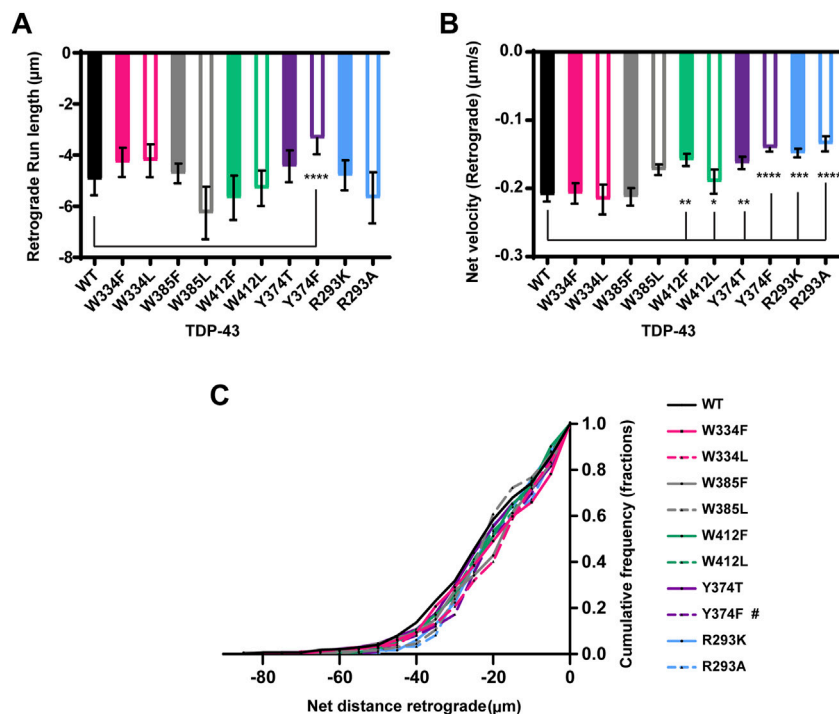 A
Retrograde Run length (µm)
0
-2
-4
-6
-8
****
WT
W334F
W334L
W385F
W385L
W412F
W412L
Y374T
Y374F
R293K
R293A
TDP-43
B
Net velocity (Retrograde) (µm/s)
0.0
-0.1
-0.2
-0.3
** * ** **** *** ****
WT
W334F
W334L
W385F
W385L
W412F
W412L
Y374T
Y374F
R293K
R293A
TDP-43
C
Cumulative frequency (fractions)
1.0
0.8
0.6
0.4
0.2
0.0
-80 -60 -40 -20 0
Net distance retrograde(µm)
WT
W334F
W334L
W385F
W385L
W412F
W412L
Y374T
Y374F #
R293K
R293A